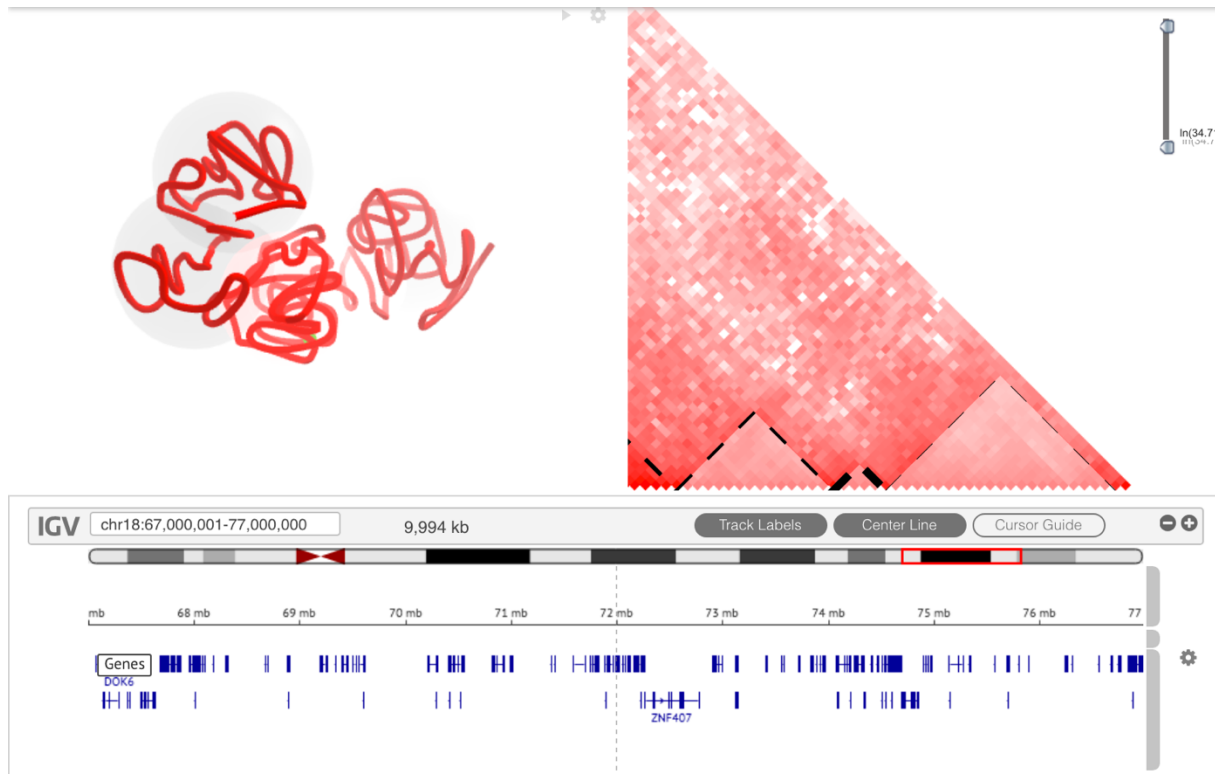 ln(34.7
IGV chr18:67,000,001-77,000,000 9,994 kb Track Labels Center Line Cursor Guide
mb 68 mb 69 mb 70 mb 71 mb 72 mb 73 mb 74 mb 75 mb 76 mb 77
Genes
DOK6
ZNF407